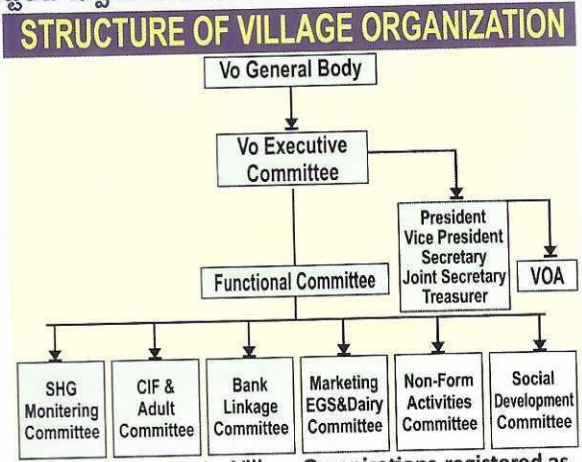 STRUCTURE OF VILLAGE ORGANIZATION
Vo General Body
Vo Executive
Committee
President
Vice President
Secretary
Joint Secretary
Treasurer
VOA
Functional Committee
SHG
Monitering
Committee
CIF &
Adult
Committee
Bank
Linkage
Committee
Marketing
EGS&Dairy
Committee
Non-Form
Activities
Committee
Social
Development
Committee
registered as